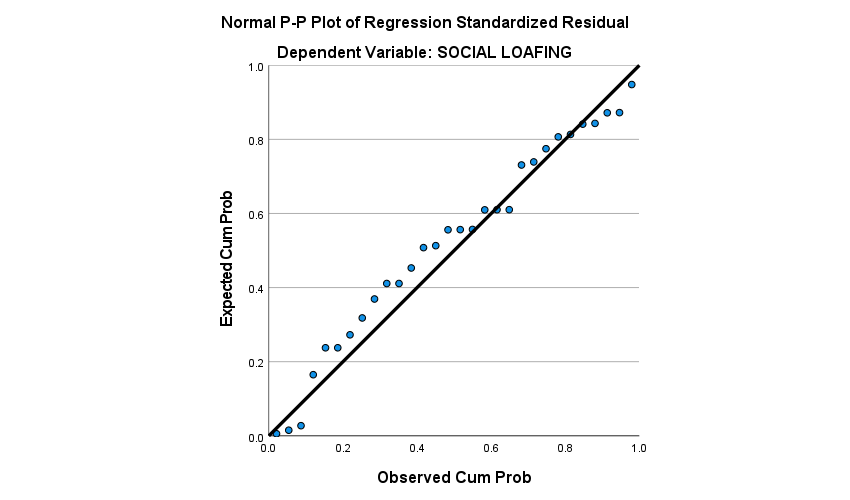 Normal P-P Plot of Regression Standardized Residual
Dependent Variable: SOCIAL LOAFING
1.0
0.8
0.6
0.4
0.2
0.0
Expected Cum Prob
0.0 0.2 0.4 0.6 0.8 1.0
Observed Cum Prob